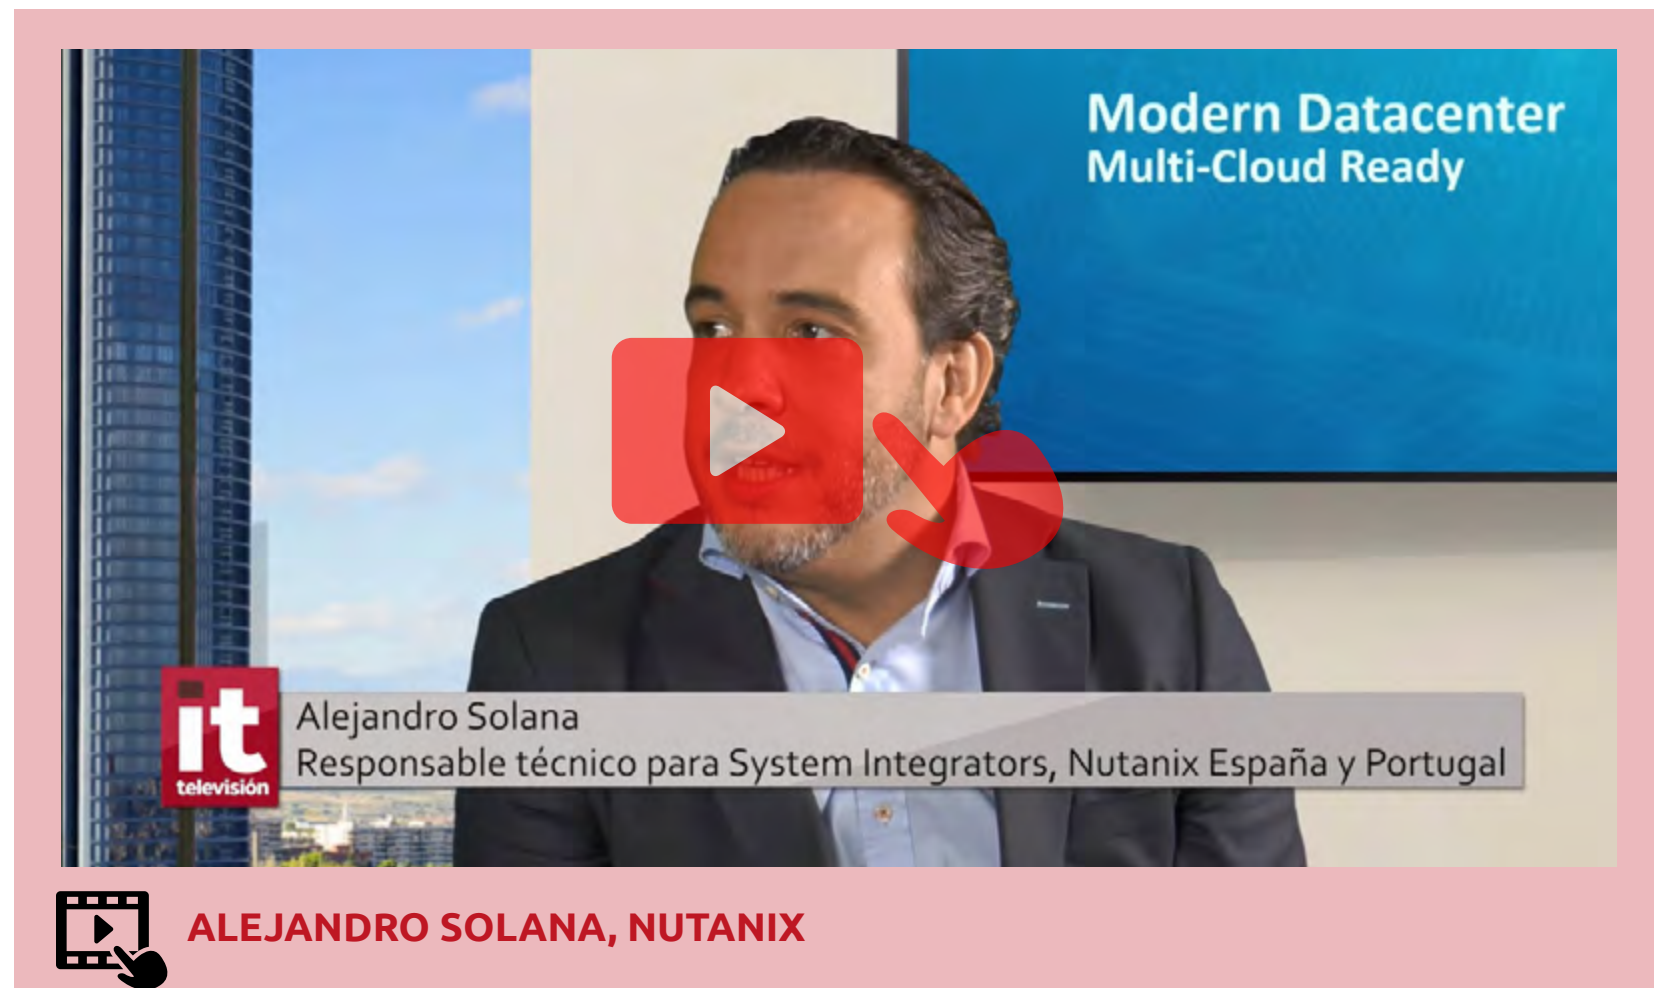 Modern Datacenter
Multi-Cloud Ready
it
televisión
Alejandro Solana
Responsable técnico para System Integrators, Nutanix España y Portugal
ALEJANDRO SOLANA, NUTANIX